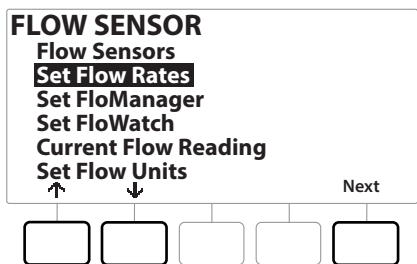 FLOW SENSOR
Flow Sensors
Set Flow Rates
Set FloManager
Set FloWatch
Current Flow Reading
Set Flow Units
Next